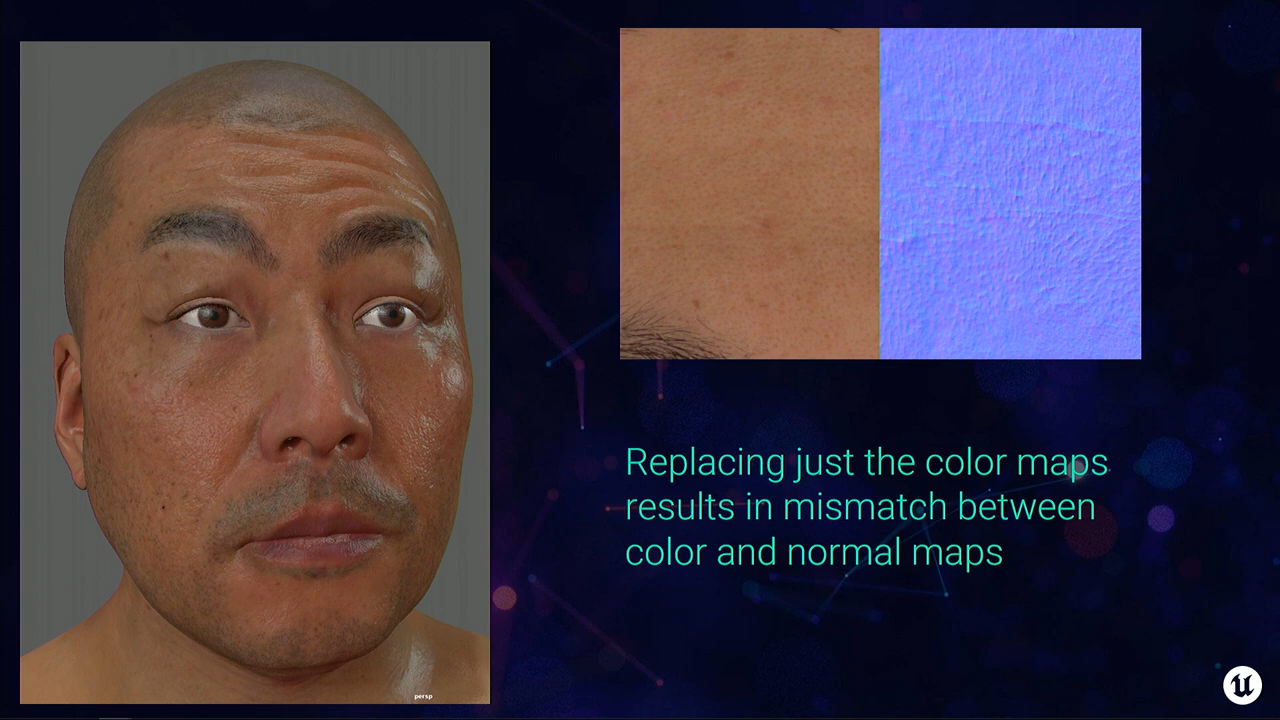 persp
Replacing just the color maps
results in mismatch between
color and normal maps